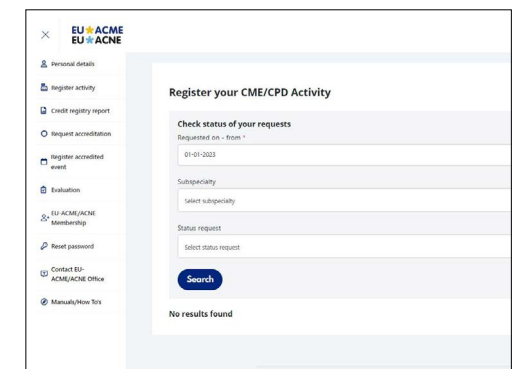 EU★ACME
EU★ACNE
Personal details
Register activity
Credit registry report
Request accreditation
Register accredited
event
Evaluation
EU-ACME/ACNE
Membership
Reset password
Contact EU-
ACME/ACNE Office
Manuals/How To's
Register your CME/CPD Activity
Check status of your requests
Requested on - from *
01-01-2023
Subspecialty
Select subspecialty
Status request
Select status request
Search
No results found